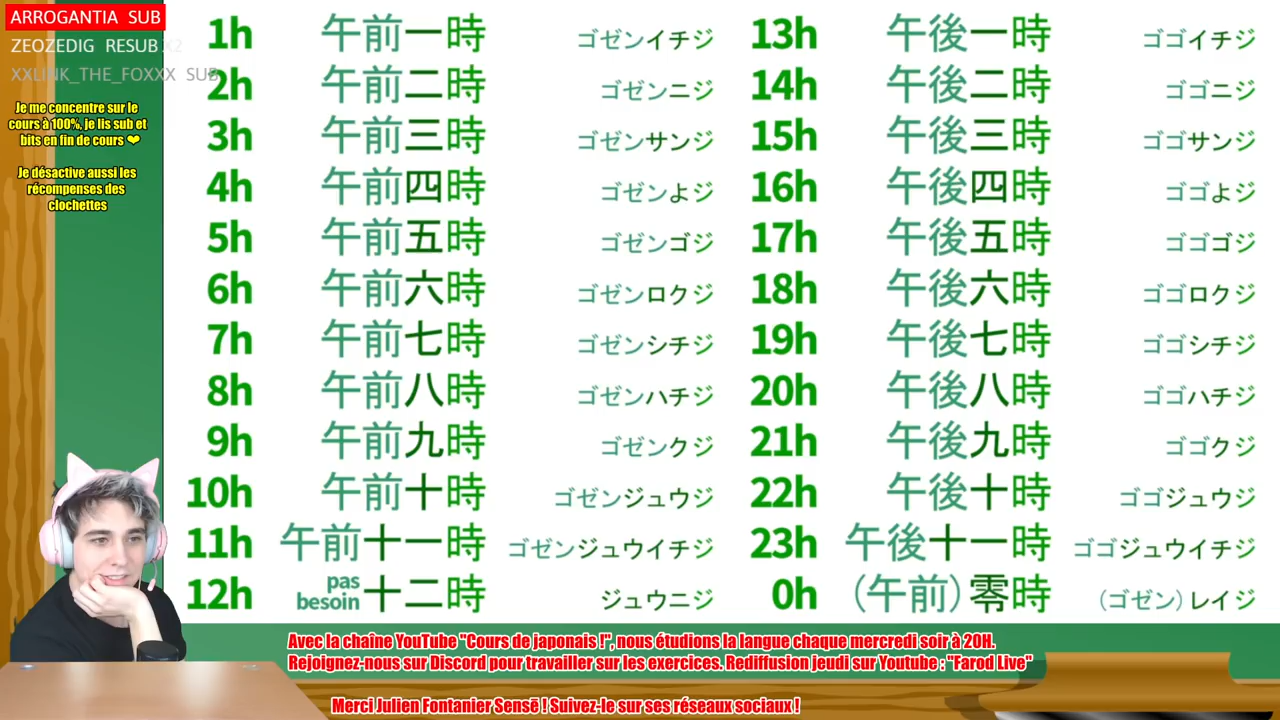 ARROGANTIA SUB
ZEOZEDIG RESUB X2
XXLINK_THE_FOXXX SUB
Je me concentre sur le
cours à 100%, je lis sub et
bits en fin de cours ❤
Je désactive aussi les
récompenses des
clochettes
1h 午前一時 ゴゼンイチジ 13h 午後一時 ゴゴイチジ
2h 午前二時 ゴゼンニジ 14h 午後二時 ゴゴニジ
3h 午前三時 ゴゼンサンジ 15h 午後三時 ゴゴサンジ
4h 午前四時 ゴゼンよジ 16h 午後四時 ゴゴよジ
5h 午前五時 ゴゼンゴジ 17h 午後五時 ゴゴゴジ
6h 午前六時 ゴゼンロクジ 18h 午後六時 ゴゴロクジ
7h 午前七時 ゴゼンシチジ 19h 午後七時 ゴゴシチジ
8h 午前八時 ゴゼンハチジ 20h 午後八時 ゴゴハチジ
9h 午前九時 ゴゼンクジ 21h 午後九時 ゴゴクジ
10h 午前十時 ゴゼンジュウジ 22h 午後十時 ゴゴジュウジ
11h 午前十一時 ゴゼンジュウイチジ 23h 午後十一時 ゴゴジュウイチジ
12h pas besoin 十二時 ジュウニジ 0h (午前)零時 (ゴゼン)レイジ
Avec la chaîne YouTube "Cours de japonais !", nous étudions la langue chaque mercredi soir à 20H.
Rejoignez-nous sur Discord pour travailler sur les exercices. Rediffusion jeudi sur Youtube : "Farod Live"
Merci Julien Fontanier Sensē ! Suivez-le sur ses réseaux sociaux !